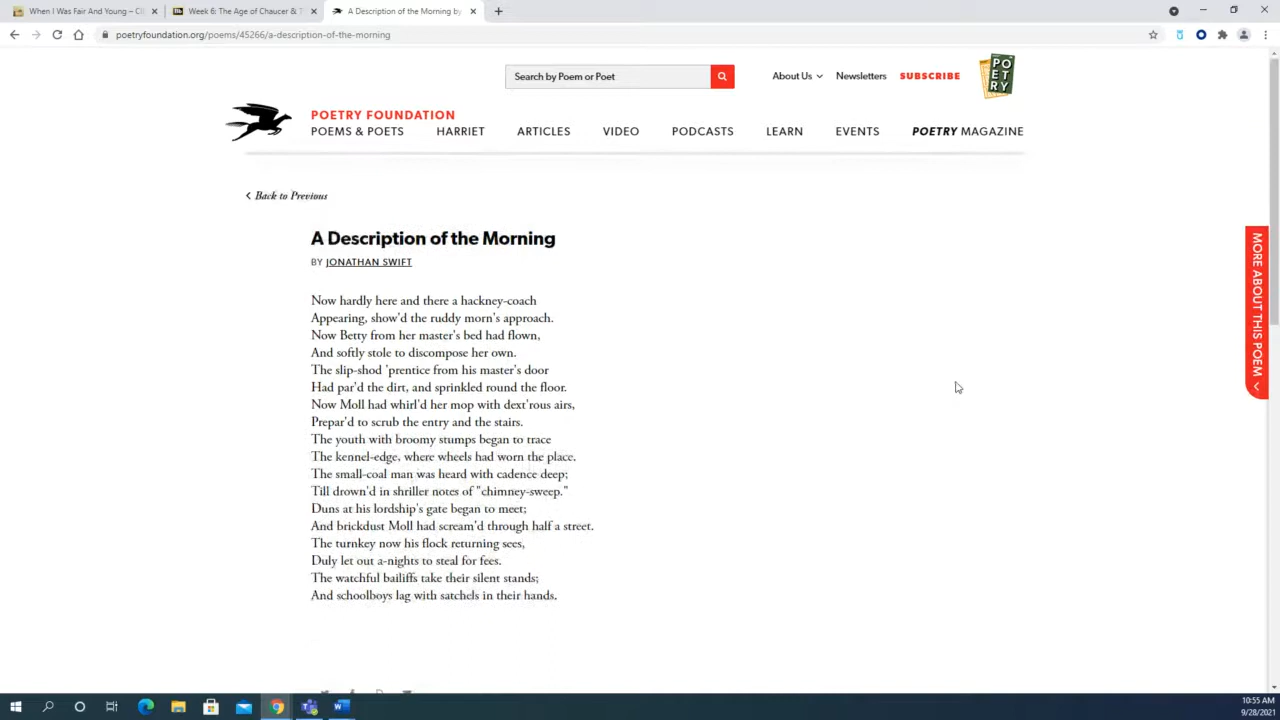 When I Was Fair And Young – Cl
Week 6: The Age of Chaucer & T
A Description of the Morning by
poetryfoundation.org/poems/45266/a-description-of-the-morning
Search by Poem or Poet
About Us
Newsletters
SUBSCRIBE
PO
ET
RY
POETRY FOUNDATION
POEMS & POETS
HARRIET
ARTICLES
VIDEO
PODCASTS
LEARN
EVENTS
POETRY MAGAZINE
Back to Previous
A Description of the Morning
BY JONATHAN SWIFT
Now hardly here and there a hackney-coach
Appearing, show'd the ruddy morn's approach.
Now Betty from her master's bed had flown,
And softly stole to discompose her own.
The slip-shod 'prentice from his master's door
Had par'd the dirt, and sprinkled round the floor.
Now Moll had whirl'd her mop with dext'rous airs,
Prepar'd to scrub the entry and the stairs.
The youth with broomy stumps began to trace
The kennel-edge, where wheels had worn the place.
The small-coal man was heard with cadence deep;
Till drown'd in shriller notes of "chimney-sweep."
Duns at his lordship's gate began to meet;
And brickdust Moll had scream'd through half a street.
The turnkey now his flock returning sees,
Duly let out a-nights to steal for fees.
The watchful bailiffs take their silent stands;
And schoolboys lag with satchels in their hands.
MORE ABOUT THIS POEM
10:55 AM
9/28/2021